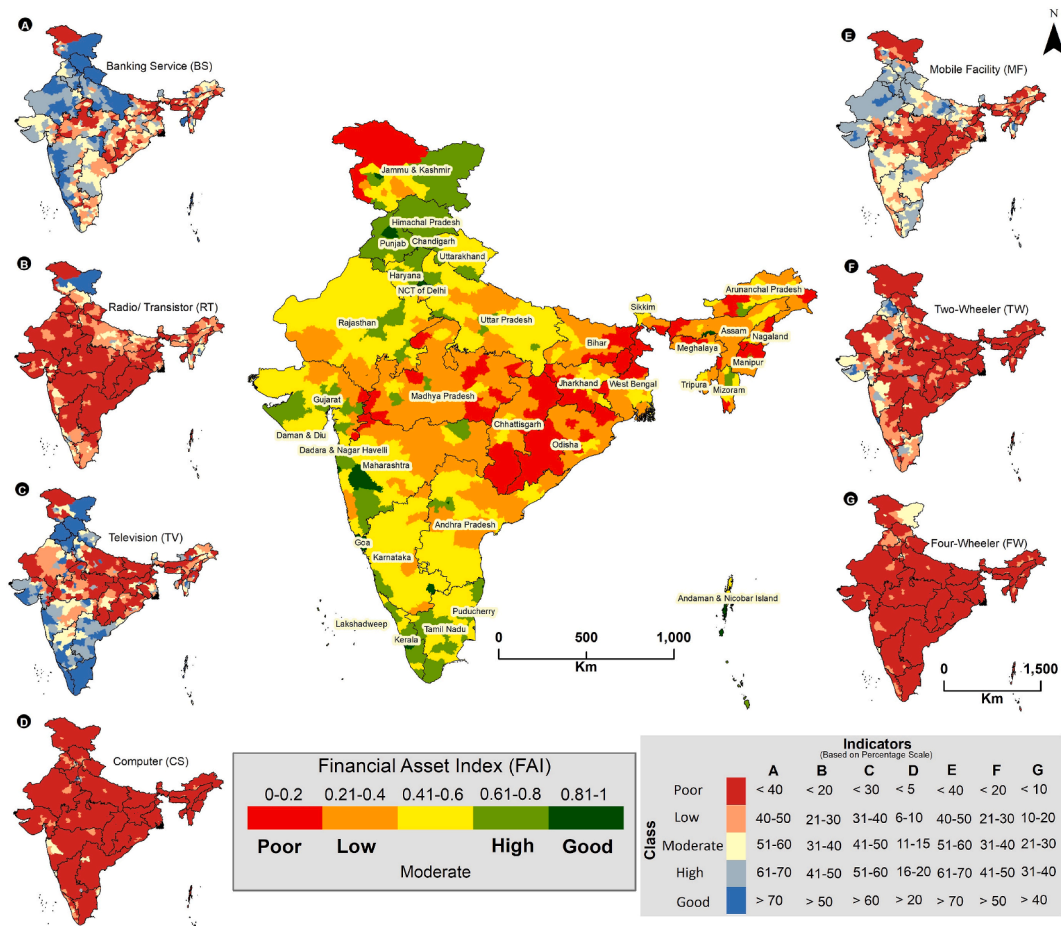 A
Banking Service (BS)
B
Radio/ Transistor (RT)
C
Television (TV)
D
Computer (CS)
Jammu & Kashmir
Himachal Pradesh
Punjab
Chandigarh
Uttarakhand
Haryana
NCT of Delhi
Rajasthan
Uttar Pradesh
Sikkim
Arunanchal Pradesh
Bihar
Assam
Nagaland
Meghalaya
Manipur
Jharkhand
West Bengal
Tripura
Mizoram
Gujarat
Madhya Pradesh
Chhattisgarh
Daman & Diu
Odisha
Dadara & Nagar Havelli
Maharashtra
Andhra Pradesh
Goa
Karnataka
Andaman & Nicobar Island
Puducherry
Lakshadweep
Tamil Nadu
Kerala
0 500 1,000
Km
N
E
Mobile Facility (MF)
F
Two-Wheeler (TW)
G
Four-Wheeler (FW)
0 1,500
Km
Financial Asset Index (FAI)
0-0.2 0.21-0.4 0.41-0.6 0.61-0.8 0.81-1
Poor Low High Good
Moderate
Indicators
(Based on Percentage Scale)
A B C D E F G
Class
Poor < 40 < 20 < 30 < 5 < 40 < 20 < 10
Low 40-50 21-30 31-40 6-10 40-50 21-30 10-20
Moderate 51-60 31-40 41-50 11-15 51-60 31-40 21-30
High 61-70 41-50 51-60 16-20 61-70 41-50 31-40
Good > 70 > 50 > 60 > 20 > 70 > 50 > 40